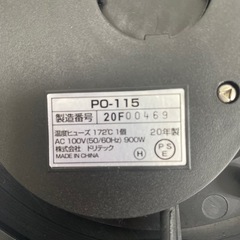 PO-115
製造番号 20F00469
温度ヒューズ 172℃ 1個 20年製
AC 100V(50/60Hz) 900W
株式会社 ドリテック
MADE IN CHINA
H
PSE